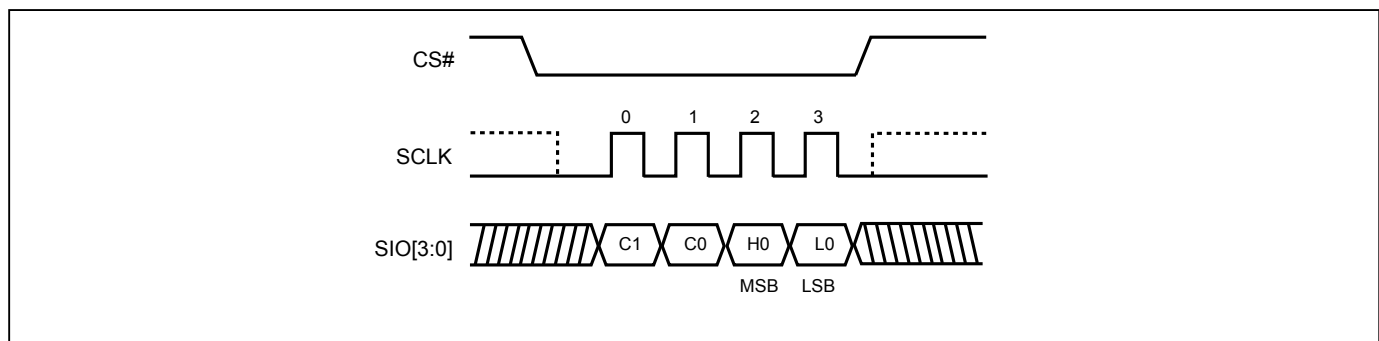 CS#
0 1 2 3
SCLK
SIO[3:0] C1 C0 H0 L0
MSB LSB